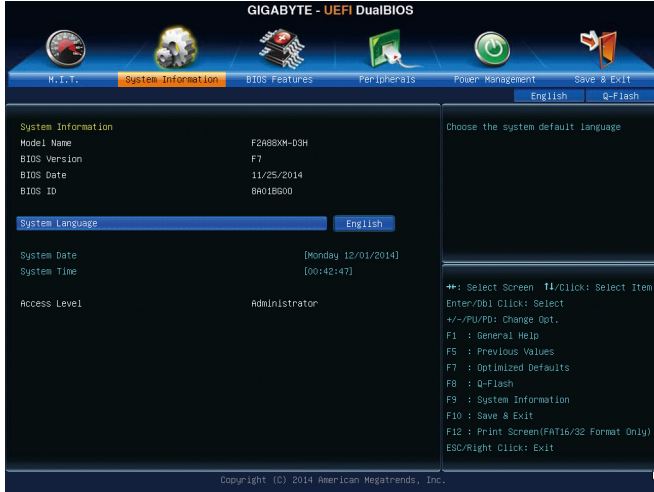 GIGABYTE - UEFI DualBIOS
M.I.T. System Information BIOS Features Peripherals Power Management Save & Exit
English Q-Flash
System Information
Model Name F2A88XM-D3H
BIOS Version F7
BIOS Date 11/25/2014
BIOS ID 8A01BG0O
System Language English
System Date [Monday 12/01/2014]
System Time [00:42:47]
Access Level Administrator
Choose the system default language
→←: Select Screen ↑↓/Click: Select Item
Enter/Dbl Click: Select
+/-/PU/PD: Change Opt.
F1 : General Help
F5 : Previous Values
F7 : Optimized Defaults
F8 : Q-Flash
F9 : System Information
F10 : Save & Exit
F12 : Print Screen(FAT16/32 Format Only)
ESC/Right Click: Exit
Copyright (C) 2014 American Megatrends, Inc.